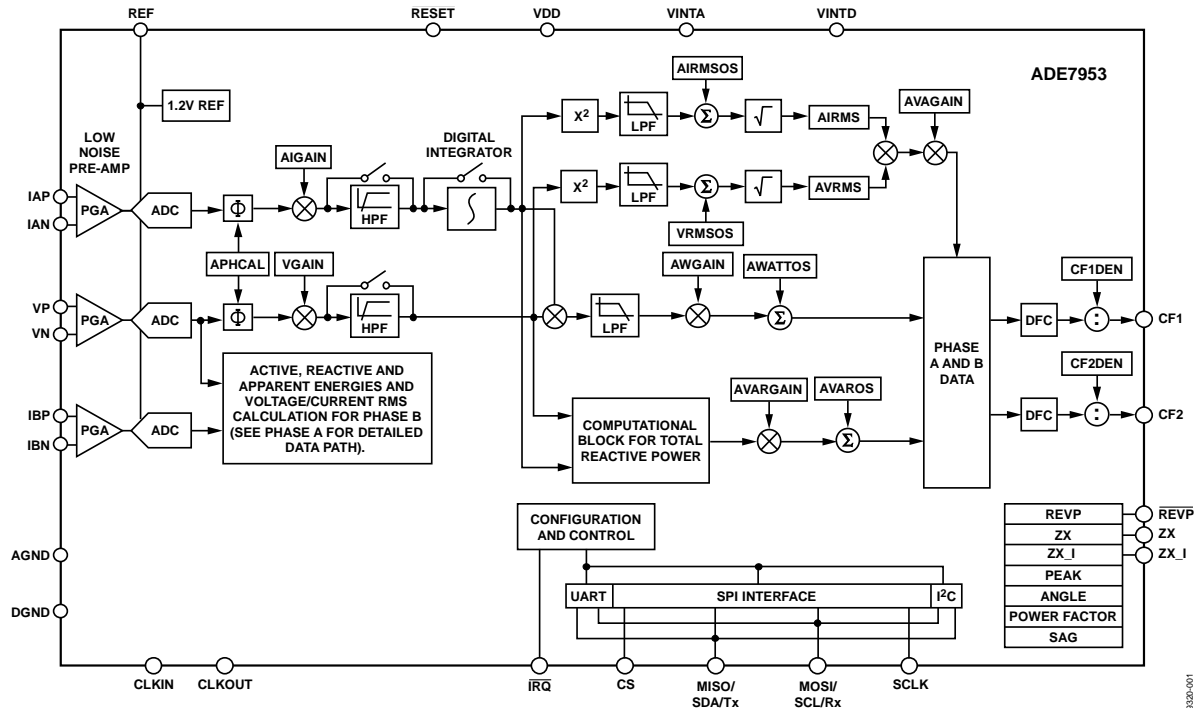 REF
RESET
VDD
VINTA
VINTD
ADE7953
1.2V REF
LOW
NOISE
PRE-AMP
AIGAIN
DIGITAL
INTEGRATOR
AIRMSOS
X²
LPF
Σ
√
AIRMS
AVAGAIN
IAP
IAN
PGA
ADC
Φ
HPF
∫
X²
LPF
Σ
√
AVRMS
VRMSOS
APHCAL
VGAIN
AWGAIN
AWATTOS
CF1DEN
VP
VN
PGA
ADC
Φ
HPF
LPF
Σ
PHASE
A AND B
DATA
DFC
:
CF1
ACTIVE, REACTIVE AND
APPARENT ENERGIES AND
VOLTAGE/CURRENT RMS
CALCULATION FOR PHASE B
(SEE PHASE A FOR DETAILED
DATA PATH).
CF2DEN
AVARGAIN
AVAROS
IBP
IBN
PGA
ADC
COMPUTATIONAL
BLOCK FOR TOTAL
REACTIVE POWER
Σ
DFC
:
CF2
CONFIGURATION
AND CONTROL
REVP
REVP
ZX
ZX
ZX_I
ZX_I
PEAK
ANGLE
POWER FACTOR
SAG
AGND
DGND
UART
SPI INTERFACE
I²C
CLKIN
CLKOUT
IRQ
CS
MISO/
SDA/Tx
MOSI/
SCL/Rx
SCLK